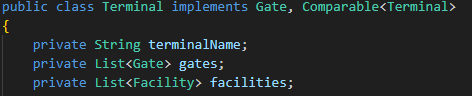 public class Terminal implements Gate, Comparable<Terminal>
{
    private String terminalName;
    private List<Gate> gates;
    private List<Facility> facilities;